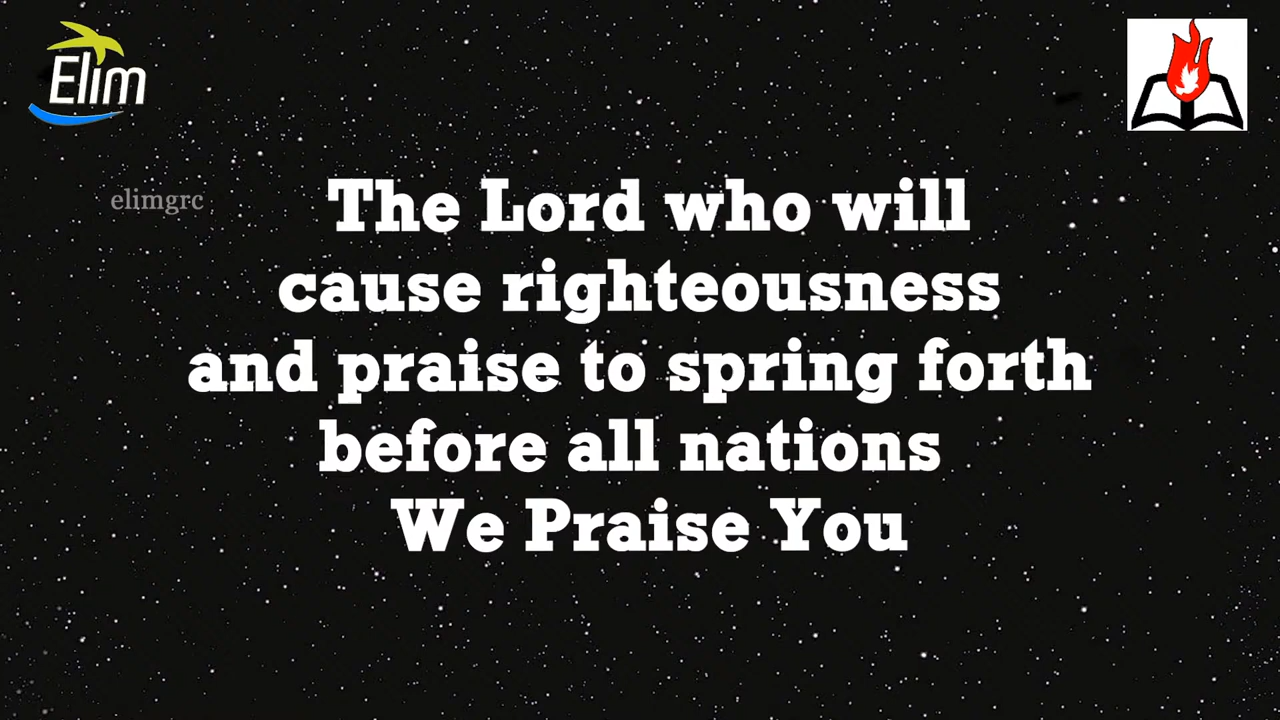 Elim
elimgrc
The Lord who will
cause righteousness
and praise to spring forth
before all nations
We Praise You